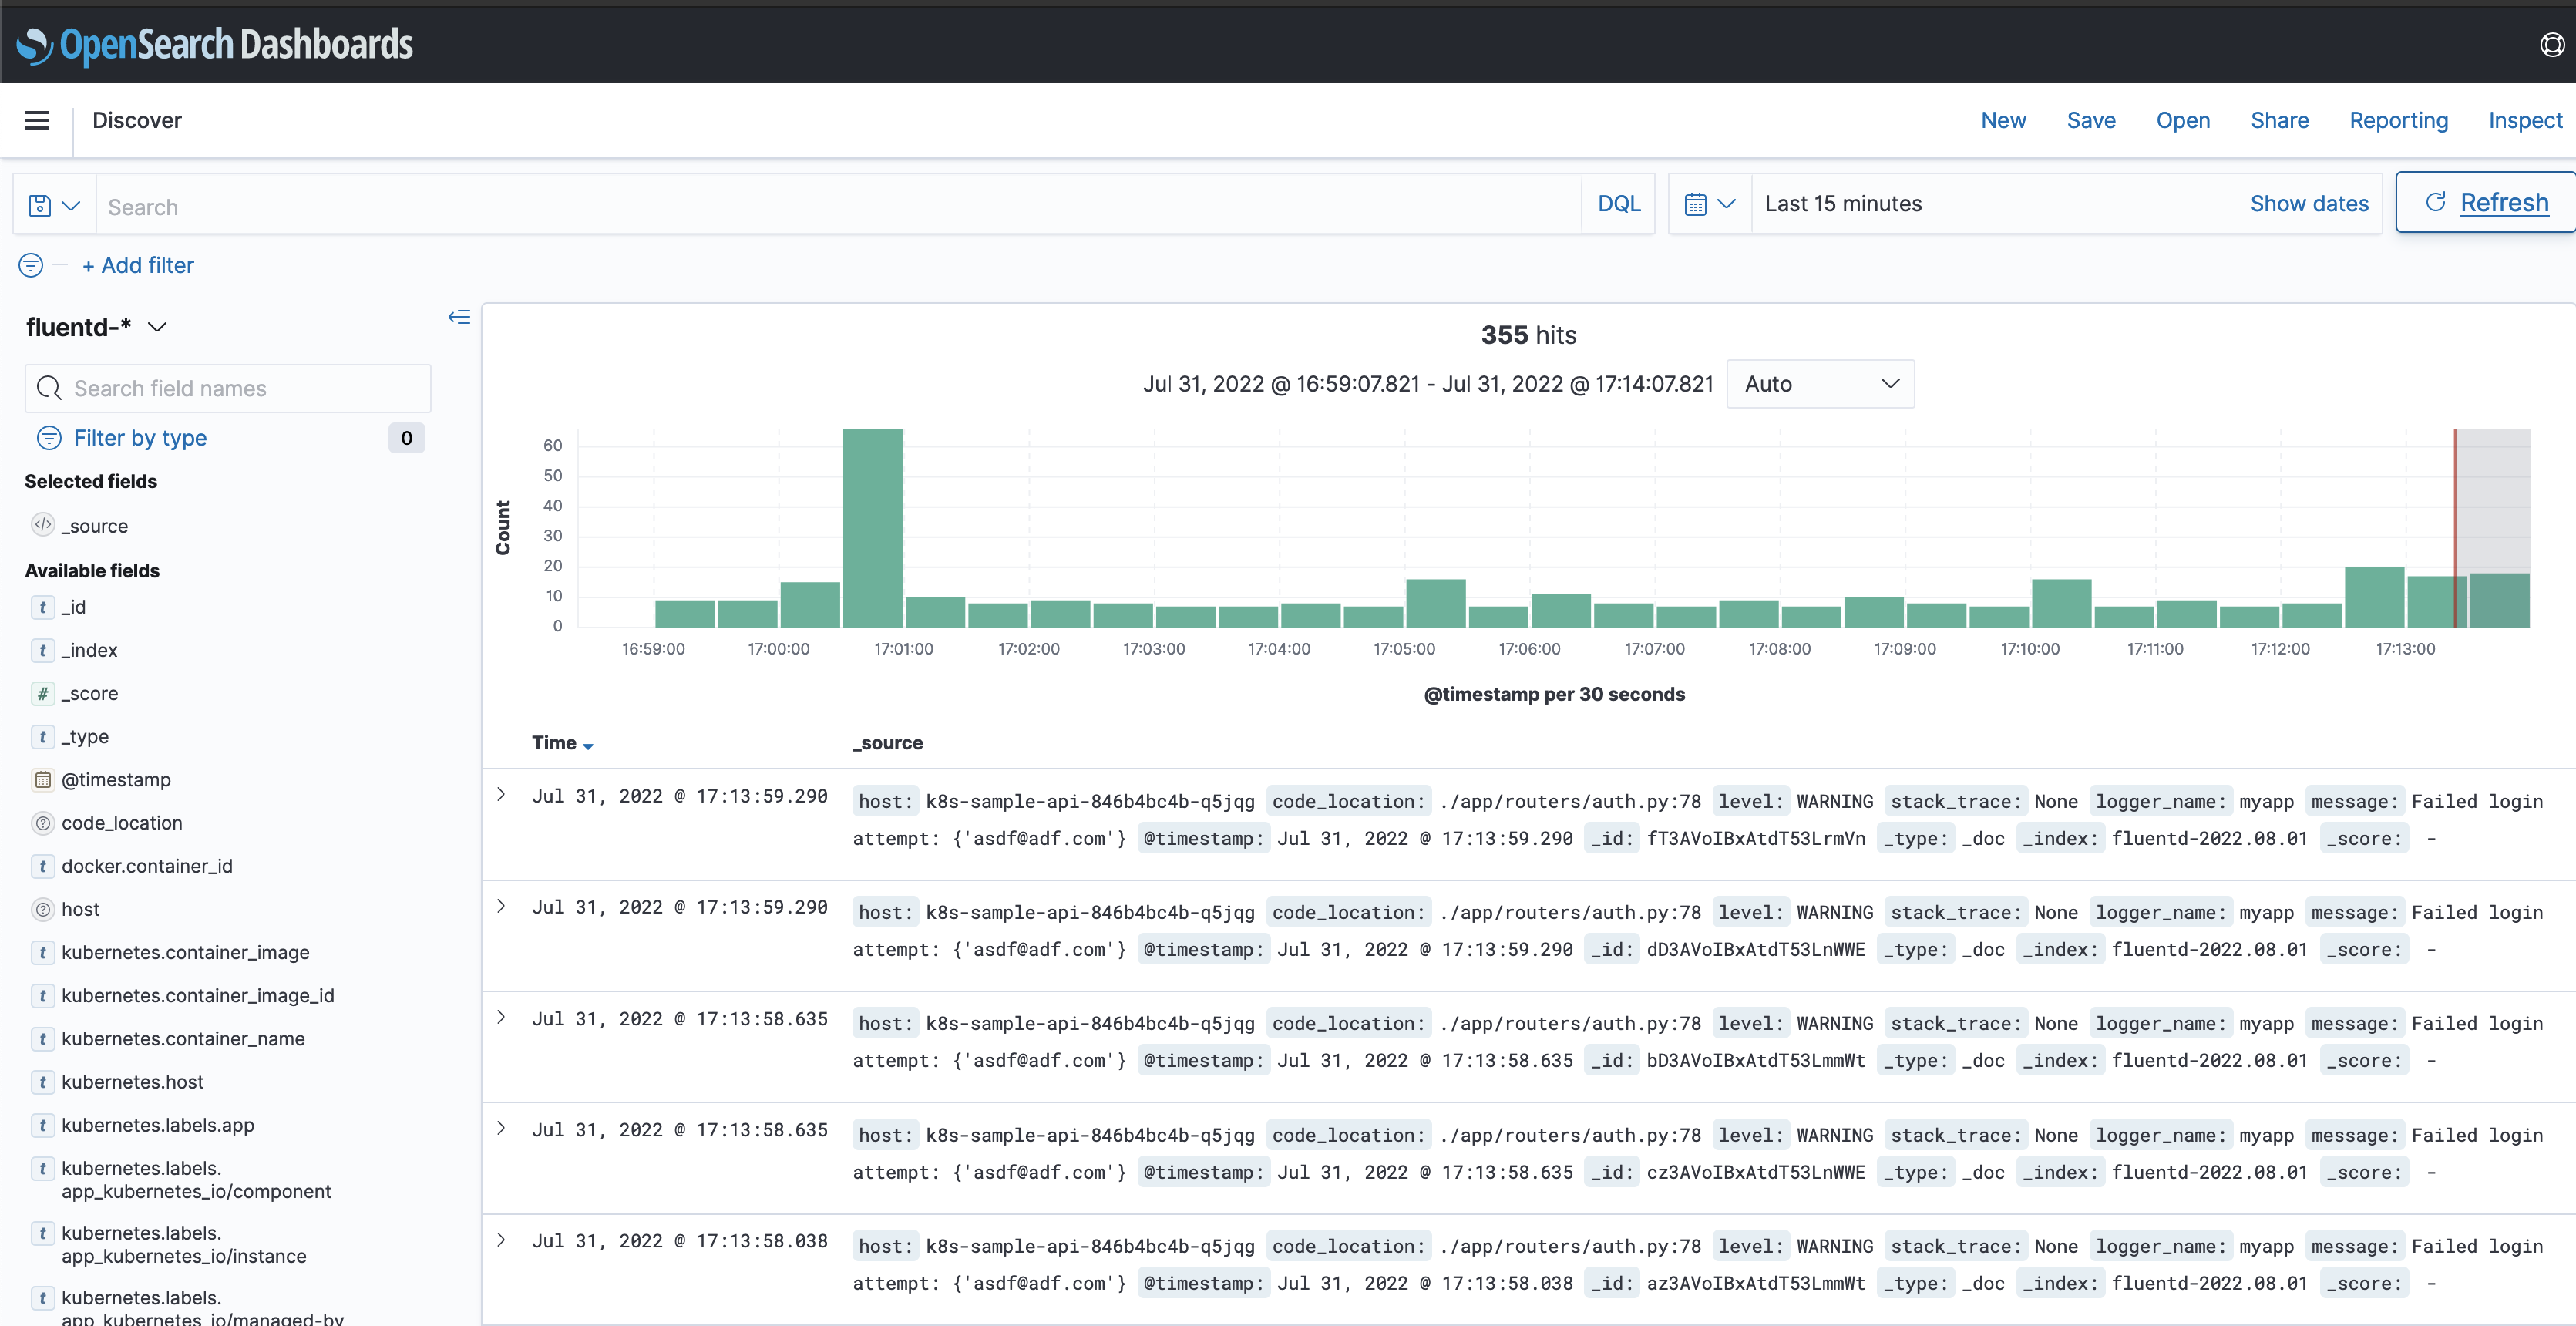 OpenSearch Dashboards
Discover
New Save Open Share Reporting Inspect
Search DQL Last 15 minutes Show dates Refresh
+ Add filter
fluentd-*
Search field names
Filter by type 0
Selected fields
_source
Available fields
t _id
t _index
# _score
t _type
@timestamp
code_location
t docker.container_id
host
t kubernetes.container_image
t kubernetes.container_image_id
t kubernetes.container_name
t kubernetes.host
t kubernetes.labels.app
t kubernetes.labels.
app_kubernetes_io/component
t kubernetes.labels.
app_kubernetes_io/instance
t kubernetes.labels.
app_kubernetes_io/managed-by
355 hits
Jul 31, 2022 @ 16:59:07.821 - Jul 31, 2022 @ 17:14:07.821 Auto
Count
60
50
40
30
20
10
0
16:59:00 17:00:00 17:01:00 17:02:00 17:03:00 17:04:00 17:05:00 17:06:00 17:07:00 17:08:00 17:09:00 17:10:00 17:11:00 17:12:00 17:13:00
@timestamp per 30 seconds
Time _source
Jul 31, 2022 @ 17:13:59.290 host: k8s-sample-api-846b4bc4b-q5jqg code_location: ./app/routers/auth.py:78 level: WARNING stack_trace: None logger_name: myapp message: Failed login
attempt: {'asdf@adf.com'} @timestamp: Jul 31, 2022 @ 17:13:59.290 _id: fT3AVoIBxAtdT53LrmVn _type: _doc _index: fluentd-2022.08.01 _score: -
Jul 31, 2022 @ 17:13:59.290 host: k8s-sample-api-846b4bc4b-q5jqg code_location: ./app/routers/auth.py:78 level: WARNING stack_trace: None logger_name: myapp message: Failed login
attempt: {'asdf@adf.com'} @timestamp: Jul 31, 2022 @ 17:13:59.290 _id: dD3AVoIBxAtdT53LnWWE _type: _doc _index: fluentd-2022.08.01 _score: -
Jul 31, 2022 @ 17:13:58.635 host: k8s-sample-api-846b4bc4b-q5jqg code_location: ./app/routers/auth.py:78 level: WARNING stack_trace: None logger_name: myapp message: Failed login
attempt: {'asdf@adf.com'} @timestamp: Jul 31, 2022 @ 17:13:58.635 _id: bD3AVoIBxAtdT53LmmWt _type: _doc _index: fluentd-2022.08.01 _score: -
Jul 31, 2022 @ 17:13:58.635 host: k8s-sample-api-846b4bc4b-q5jqg code_location: ./app/routers/auth.py:78 level: WARNING stack_trace: None logger_name: myapp message: Failed login
attempt: {'asdf@adf.com'} @timestamp: Jul 31, 2022 @ 17:13:58.635 _id: cz3AVoIBxAtdT53LnWWE _type: _doc _index: fluentd-2022.08.01 _score: -
Jul 31, 2022 @ 17:13:58.038 host: k8s-sample-api-846b4bc4b-q5jqg code_location: ./app/routers/auth.py:78 level: WARNING stack_trace: None logger_name: myapp message: Failed login
attempt: {'asdf@adf.com'} @timestamp: Jul 31, 2022 @ 17:13:58.038 _id: az3AVoIBxAtdT53LmmWt _type: _doc _index: fluentd-2022.08.01 _score: -